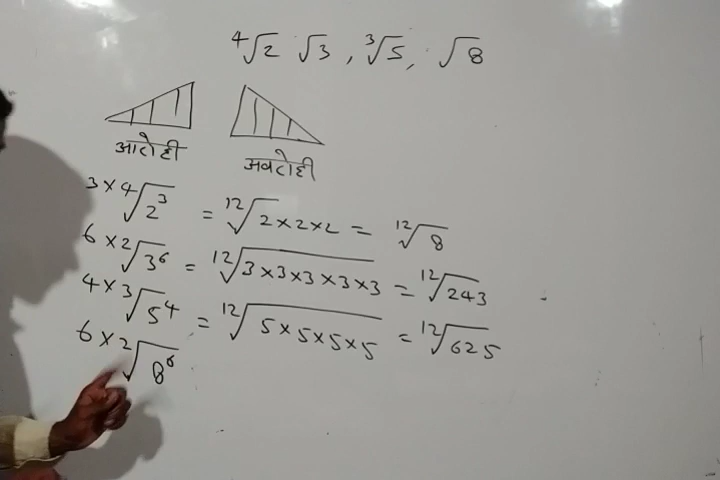 ⁴√2 √3 , ³√5, √8
आरोही अवरोही
³ˣ⁴√2³ = ¹²√2×2×2 = ¹²√8
⁶ˣ²√3⁶ = ¹²√3×3×3×3×3 = ¹²√243
⁴ˣ³√5⁴ = ¹²√5×5×5×5 = ¹²√625
⁶ˣ²√8⁶